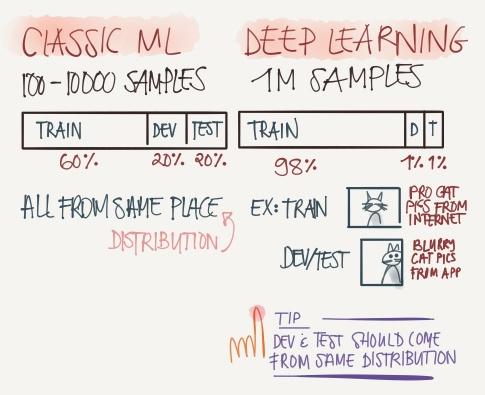 CLASSIC ML
100-10000 SAMPLES
TRAIN DEV TEST
60% 20% 20%
ALL FROM SAME PLACE
DISTRIBUTION
DEEP LEARNING
1M SAMPLES
TRAIN D T
98% 1% 1%
EX: TRAIN
PRO CAT
PICS FROM
INTERNET
DEV/TEST
BLURRY
CAT PICS
FROM APP
TIP
DEV & TEST SHOULD COME
FROM SAME DISTRIBUTION